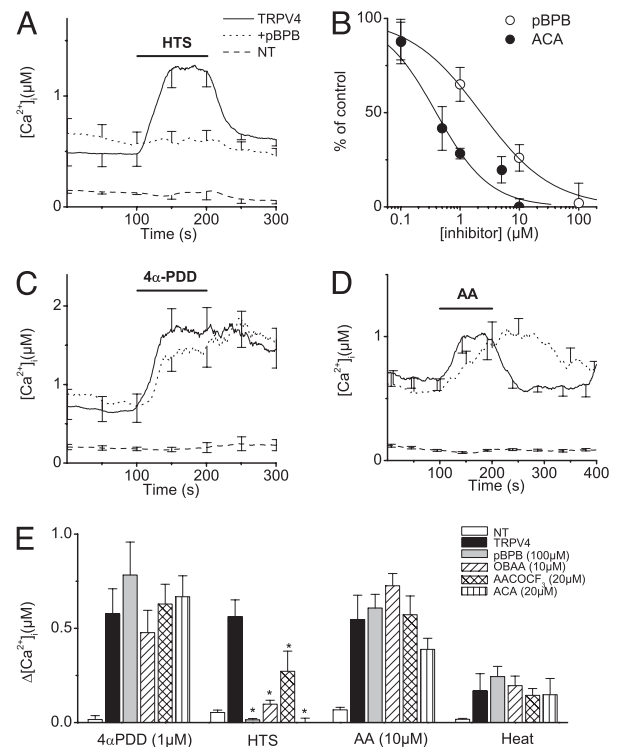 A
HTS
TRPV4
+pBPB
NT
[Ca²⁺]ᵢ(µM)
1
0
0 100 200 300
Time (s)
B
pBPB
ACA
% of control
100
50
0
0.1 1 10 100
[inhibitor] (µM)
C
4α-PDD
[Ca²⁺]ᵢ(µM)
2
1
0
0 100 200 300
Time (s)
D
AA
[Ca²⁺]ᵢ(µM)
1
0
0 100 200 300 400
Time (s)
E
NT
TRPV4
pBPB (100µM)
OBAA (10µM)
AACOCF₃ (20µM)
ACA (20µM)
Δ[Ca²⁺]ᵢ(µM)
1.0
0.5
0.0
* * * *
4αPDD (1µM) HTS AA (10µM) Heat